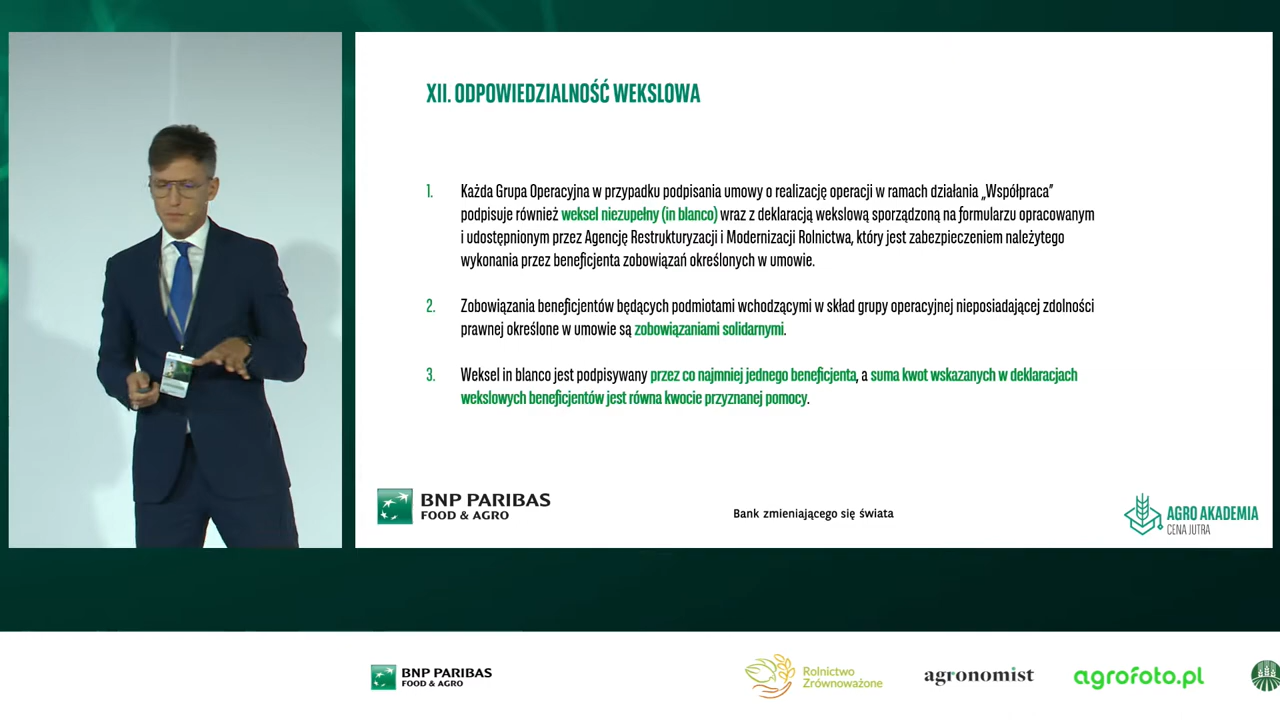 XII. ODPOWIEDZIALNOŚĆ WEKSLOWA
1. Każda Grupa Operacyjna w przypadku podpisania umowy o realizację operacji w ramach działania „Współpraca”
podpisuje również weksel niezupełny (in blanco) wraz z deklaracją wekslową sporządzoną na formularzu opracowanym
i udostępnionym przez Agencję Restrukturyzacji i Modernizacji Rolnictwa, który jest zabezpieczeniem należytego
wykonania przez beneficjenta zobowiązań określonych w umowie.
2. Zobowiązania beneficjentów będących podmiotami wchodzącymi w skład grupy operacyjnej nieposiadającej zdolności
prawnej określone w umowie są zobowiązaniami solidarnymi.
3. Weksel in blanco jest podpisywany przez co najmniej jednego beneficjenta, a suma kwot wskazanych w deklaracjach
wekslowych beneficjentów jest równa kwocie przyznanej pomocy.
BNP PARIBAS
FOOD & AGRO
Bank zmieniającego się świata
AGRO AKADEMIA
CENA JUTRA
BNP PARIBAS
FOOD & AGRO
Rolnictwo
Zrównoważone
agronomist
agrofoto.pl